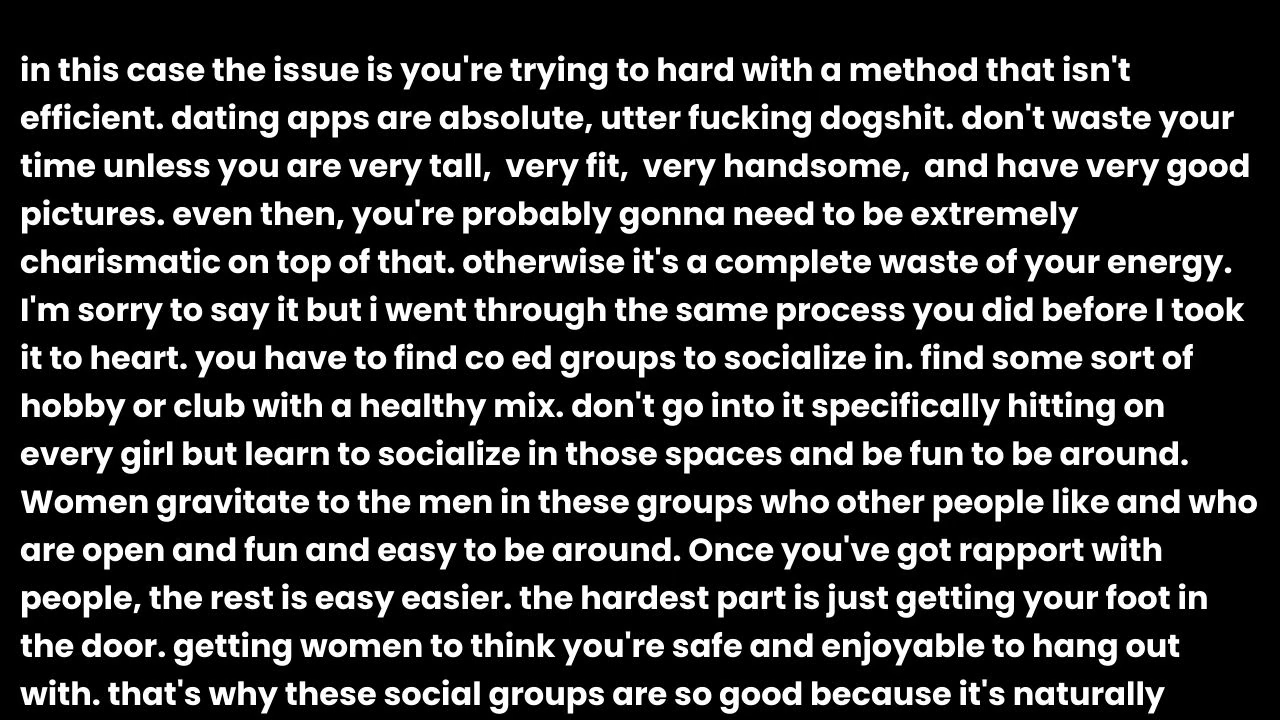 in this case the issue is you're trying to hard with a method that isn't
efficient. dating apps are absolute, utter fucking dogshit. don't waste your
time unless you are very tall,  very fit,  very handsome,  and have very good
pictures. even then, you're probably gonna need to be extremely
charismatic on top of that. otherwise it's a complete waste of your energy.
I'm sorry to say it but i went through the same process you did before I took
it to heart. you have to find co ed groups to socialize in. find some sort of
hobby or club with a healthy mix. don't go into it specifically hitting on
every girl but learn to socialize in those spaces and be fun to be around.
Women gravitate to the men in these groups who other people like and who
are open and fun and easy to be around. Once you've got rapport with
people, the rest is easy easier. the hardest part is just getting your foot in
the door. getting women to think you're safe and enjoyable to hang out
with. that's why these social groups are so good because it's naturally